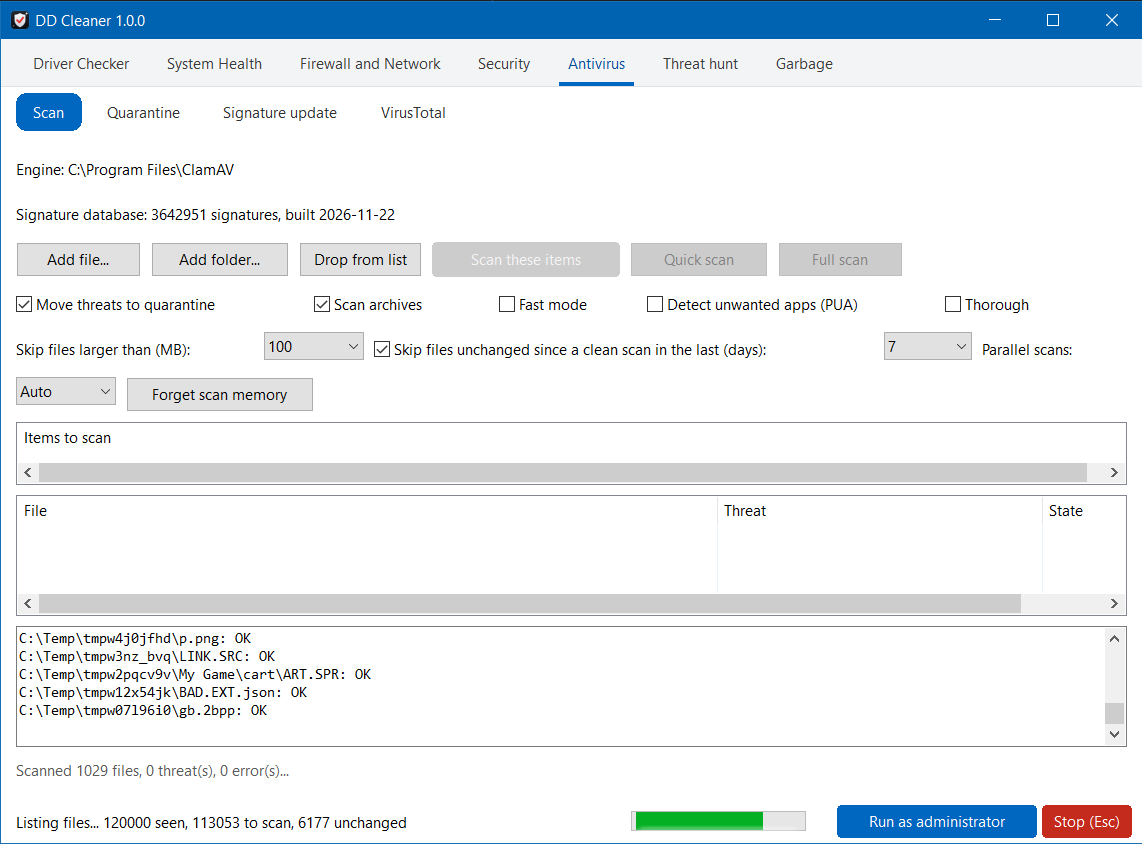 DD Cleaner 1.0.0
Driver Checker System Health Firewall and Network Security Antivirus Threat hunt Garbage
Scan Quarantine Signature update VirusTotal
Engine: C:\Program Files\ClamAV
Signature database: 3642951 signatures, built 2026-11-22
Add file... Add folder... Drop from list Scan these items Quick scan Full scan
Move threats to quarantine Scan archives Fast mode Detect unwanted apps (PUA) Thorough
Skip files larger than (MB): 100 Skip files unchanged since a clean scan in the last (days): 7 Parallel scans:
Auto Forget scan memory
Items to scan
File Threat State
C:\Temp\tmpw4j0jfhd\p.png: OK
C:\Temp\tmpw3nz_bvq\LINK.SRC: OK
C:\Temp\tmpw2pqcv9v\My Game\cart\ART.SPR: OK
C:\Temp\tmpw12x54jk\BAD.EXT.json: OK
C:\Temp\tmpw07l96i0\gb.2bpp: OK
Scanned 1029 files, 0 threat(s), 0 error(s)...
Listing files... 120000 seen, 113053 to scan, 6177 unchanged Run as administrator Stop (Esc)